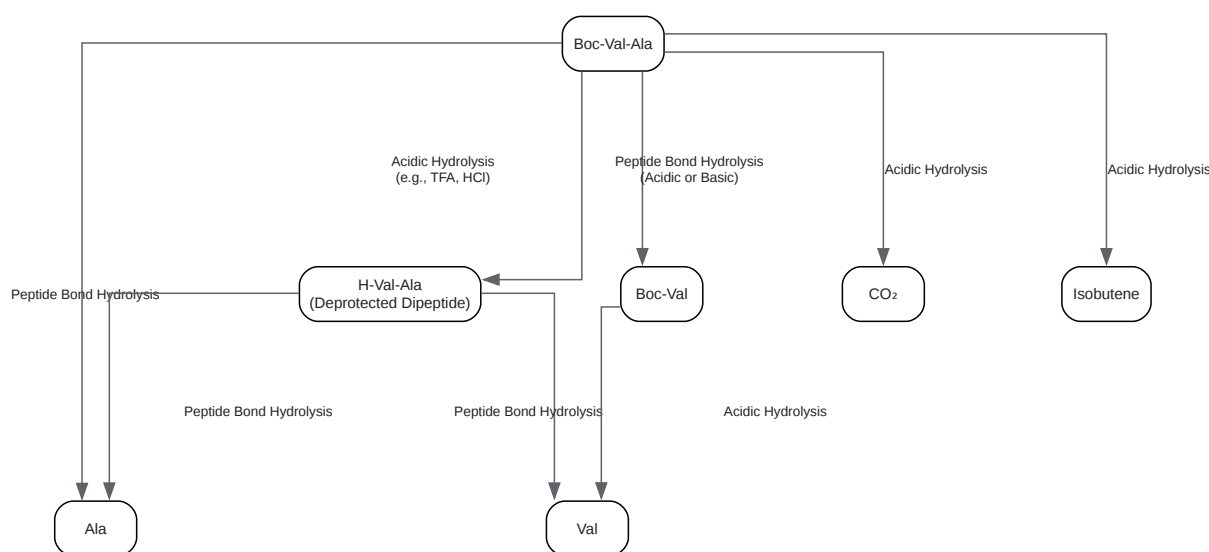 Boc-Val-Ala
Acidic Hydrolysis
(e.g., TFA, HCl)
Peptide Bond Hydrolysis
(Acidic or Basic)
Acidic Hydrolysis
Acidic Hydrolysis
H-Val-Ala
(Deprotected Dipeptide)
Boc-Val
CO₂
Isobutene
Peptide Bond Hydrolysis
Peptide Bond Hydrolysis
Peptide Bond Hydrolysis
Acidic Hydrolysis
Ala
Val